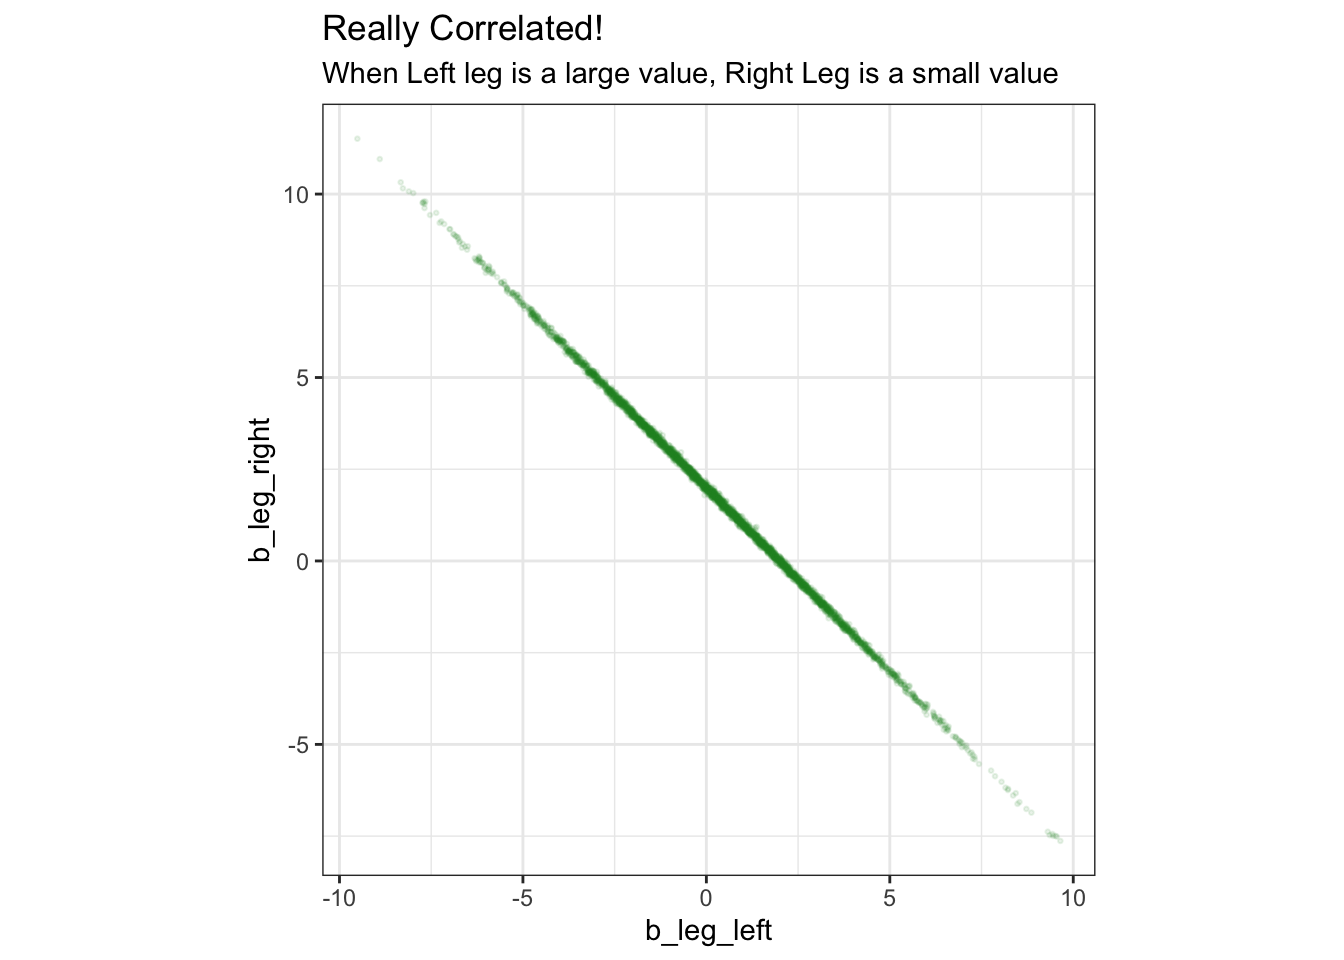 Really Correlated!
When Left leg is a large value, Right Leg is a small value
10
5
0
-5
b_leg_right
-10
-5
0
5
10
b_leg_left